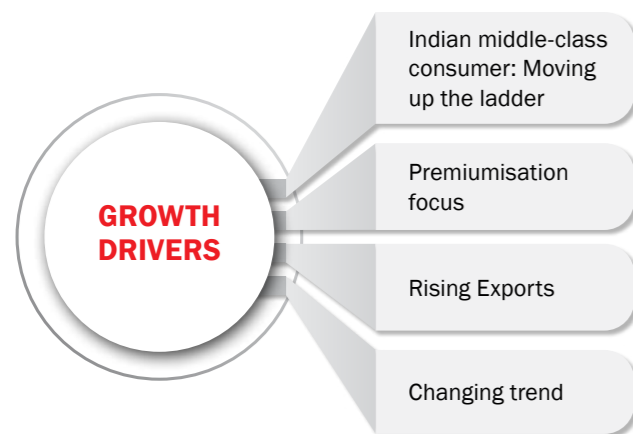 GROWTH
DRIVERS
Indian middle-class
consumer: Moving
up the ladder
Premiumisation
focus
Rising Exports
Changing trend